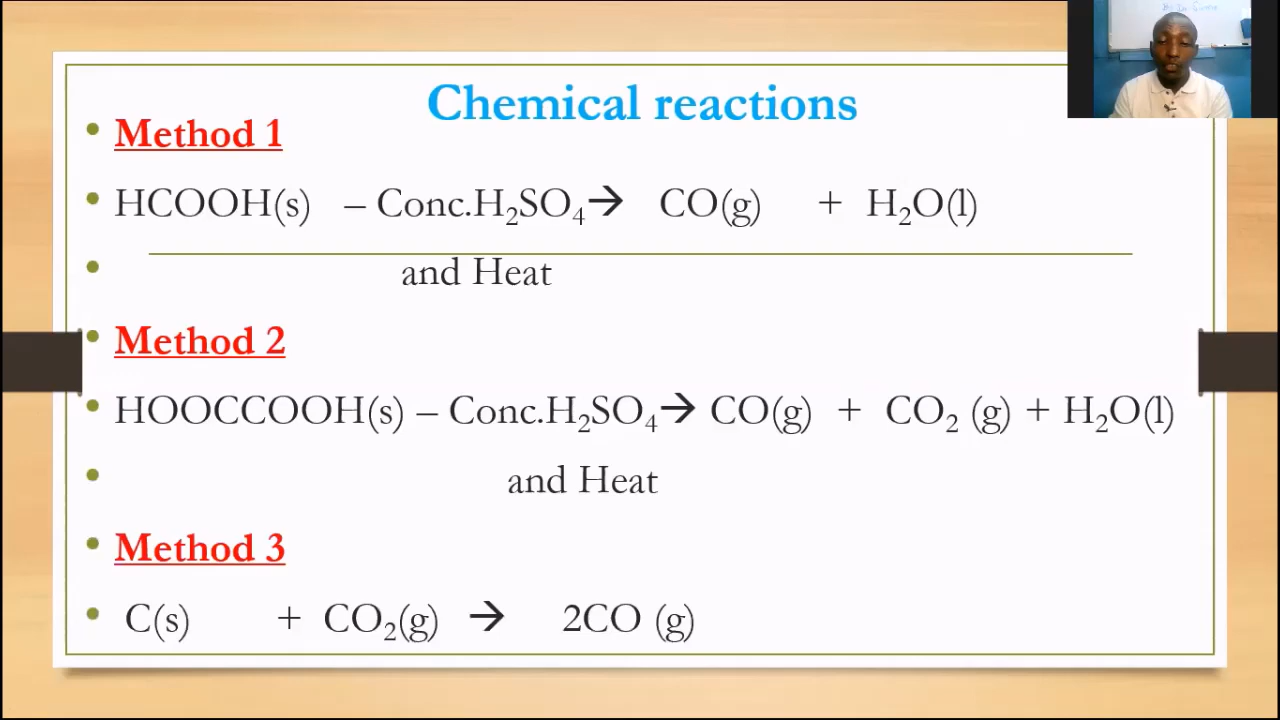 Chemical reactions
• Method 1
• HCOOH(s) – Conc.H₂SO₄→ CO(g) + H₂O(l)
• and Heat
• Method 2
• HOOCCOOH(s) – Conc.H₂SO₄→ CO(g) + CO₂ (g) + H₂O(l)
• and Heat
• Method 3
• C(s) + CO₂(g) → 2CO (g)